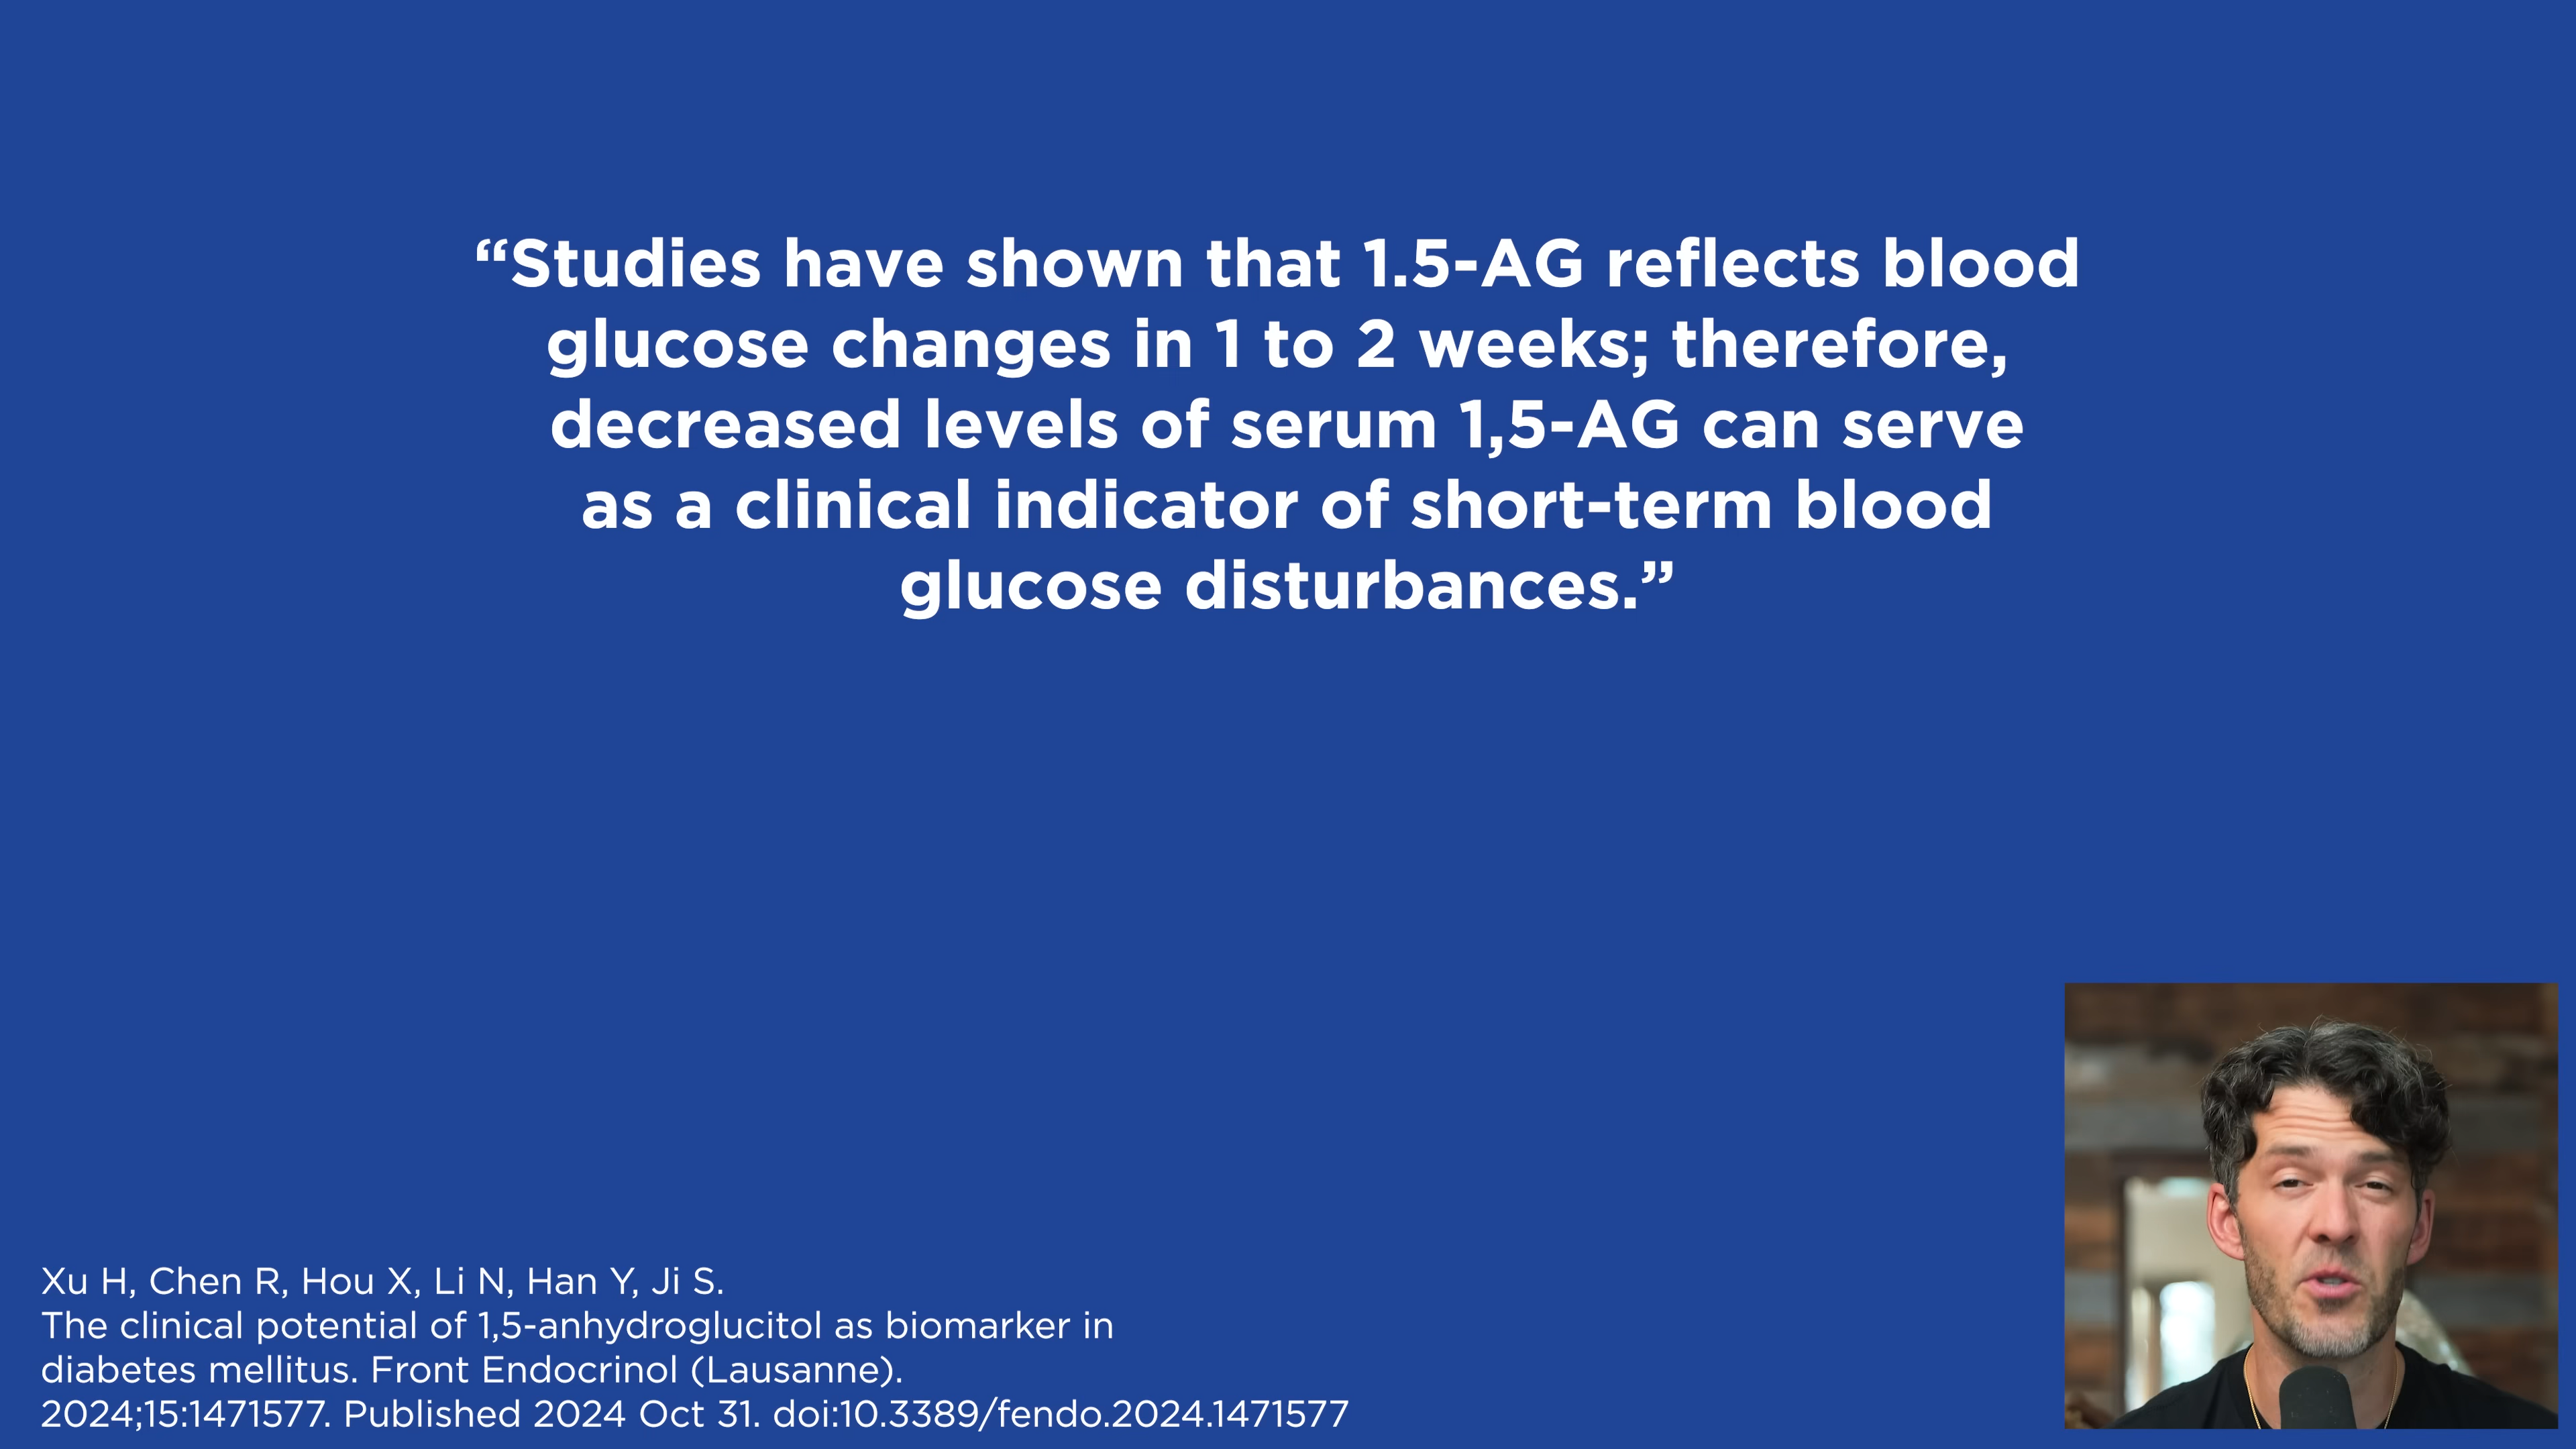 “Studies have shown that 1.5-AG reflects blood
glucose changes in 1 to 2 weeks; therefore,
decreased levels of serum 1,5-AG can serve
as a clinical indicator of short-term blood
glucose disturbances.”
Xu H, Chen R, Hou X, Li N, Han Y, Ji S.
The clinical potential of 1,5-anhydroglucitol as biomarker in
diabetes mellitus. Front Endocrinol (Lausanne).
2024;15:1471577. Published 2024 Oct 31. doi:10.3389/fendo.2024.1471577